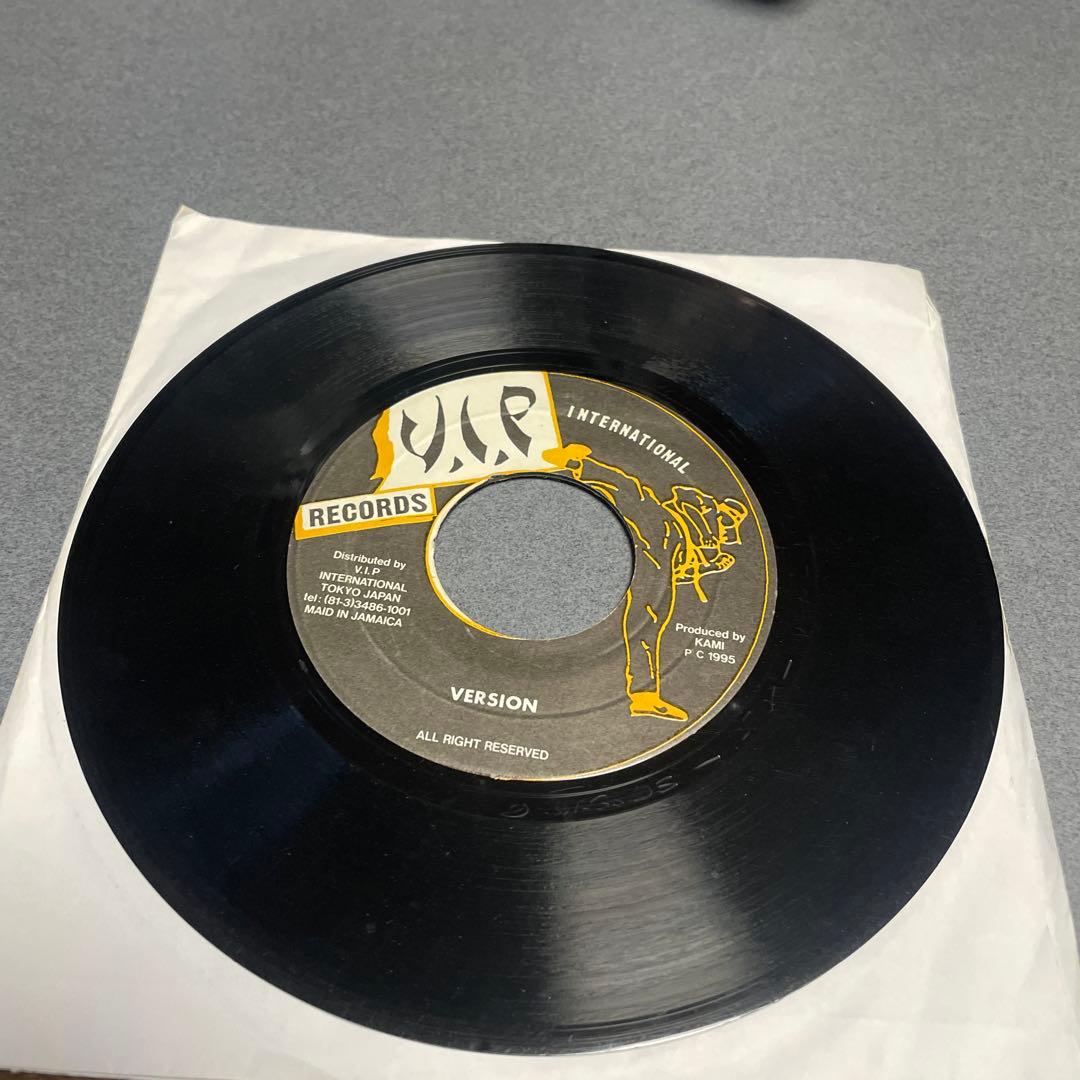 V.I.P
INTERNATIONAL
RECORDS
Distributed by
V.I.P
INTERNATIONAL
TOKYO JAPAN
tel: (81-3)3486-1001
MAID IN JAMAICA
Produced by
KAMI
P C 1995
VERSION
ALL RIGHT RESERVED